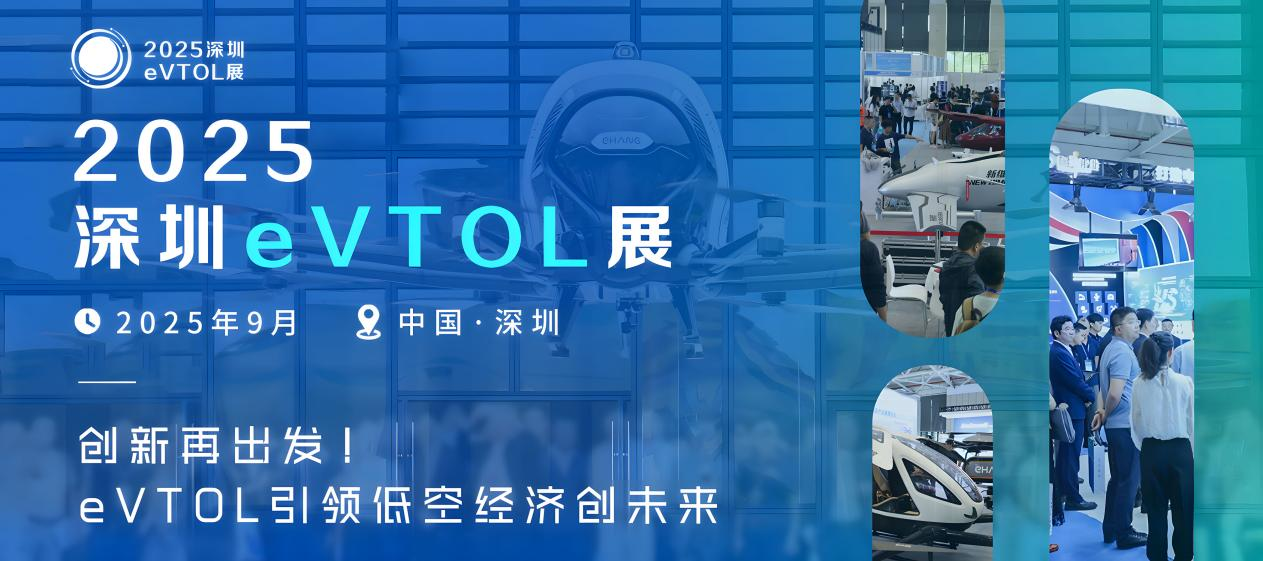 2025深圳
eVTOL展
2025
深圳eVTOL展
2025年9月
中国·深圳
创新再出发！
eVTOL引领低空经济创未来
EHANG